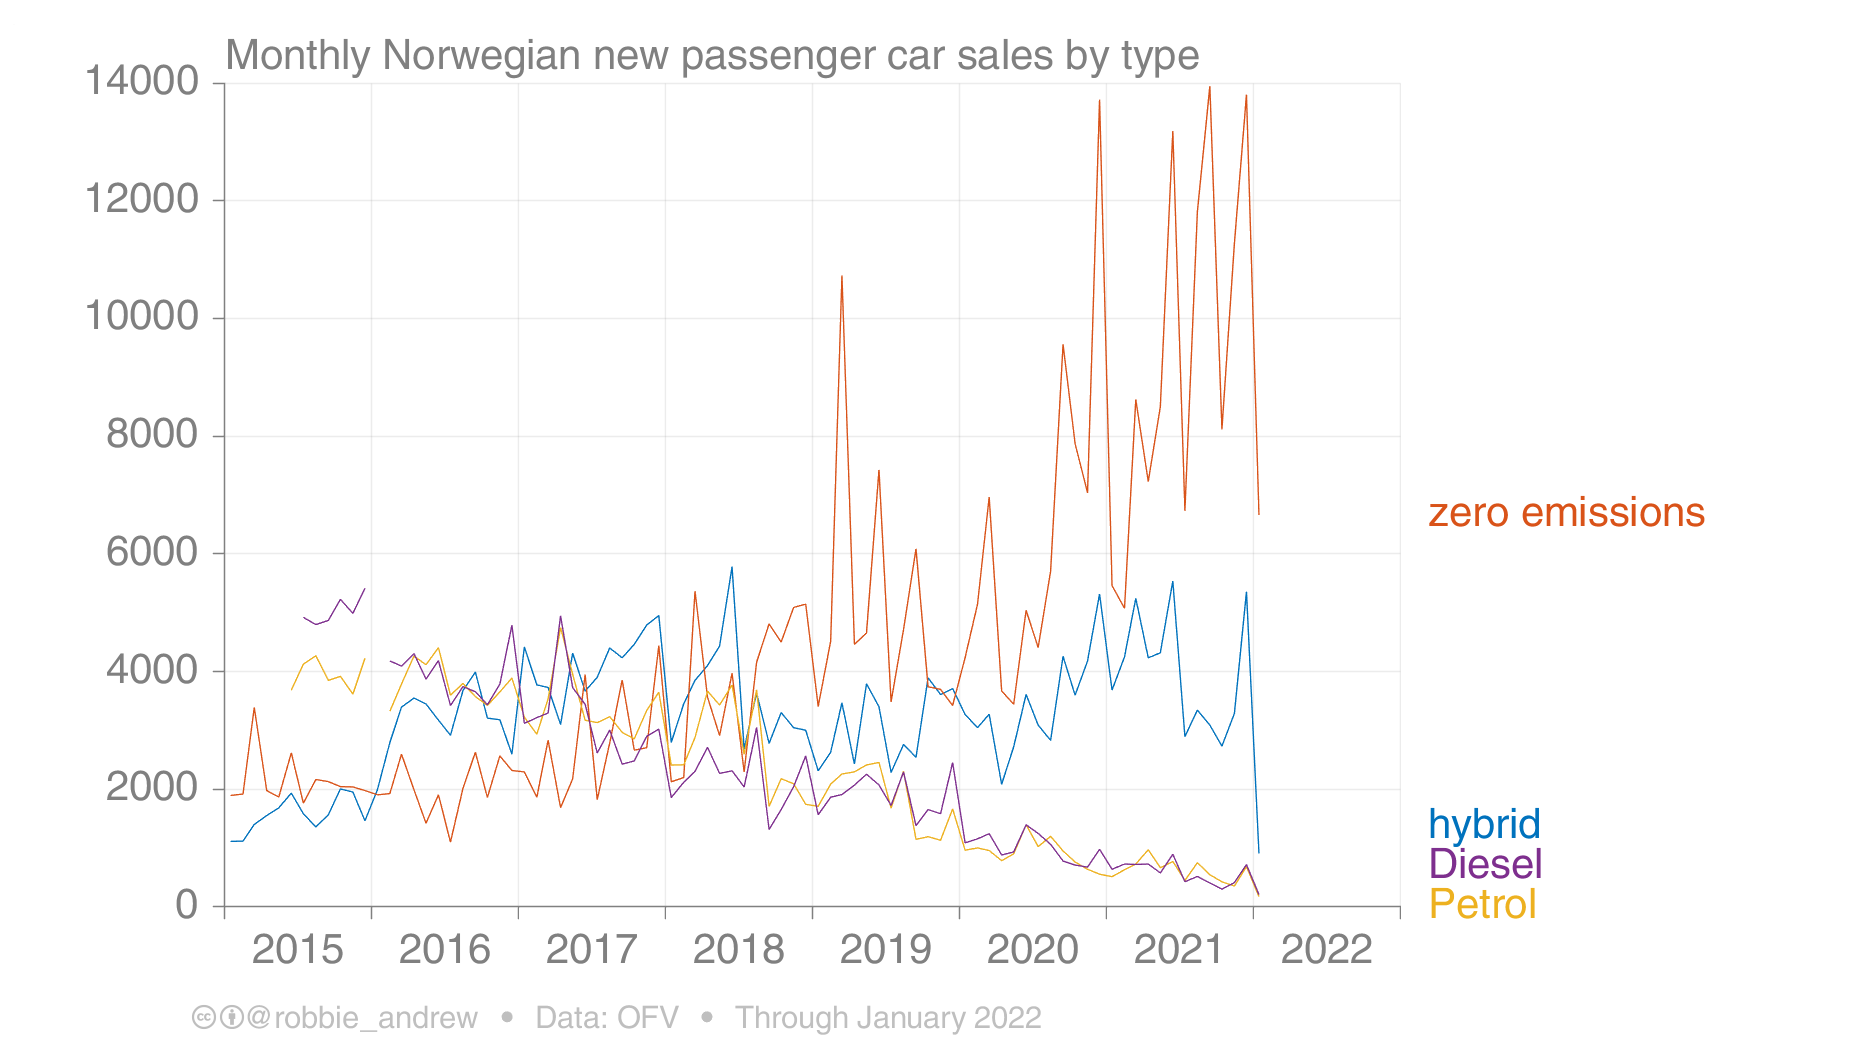 Monthly Norwegian new passenger car sales by type
14000
12000
10000
8000
6000
4000
2000
0
2015 2016 2017 2018 2019 2020 2021 2022
zero emissions
hybrid
Diesel
Petrol
@robbie_andrew • Data: OFV • Through January 2022